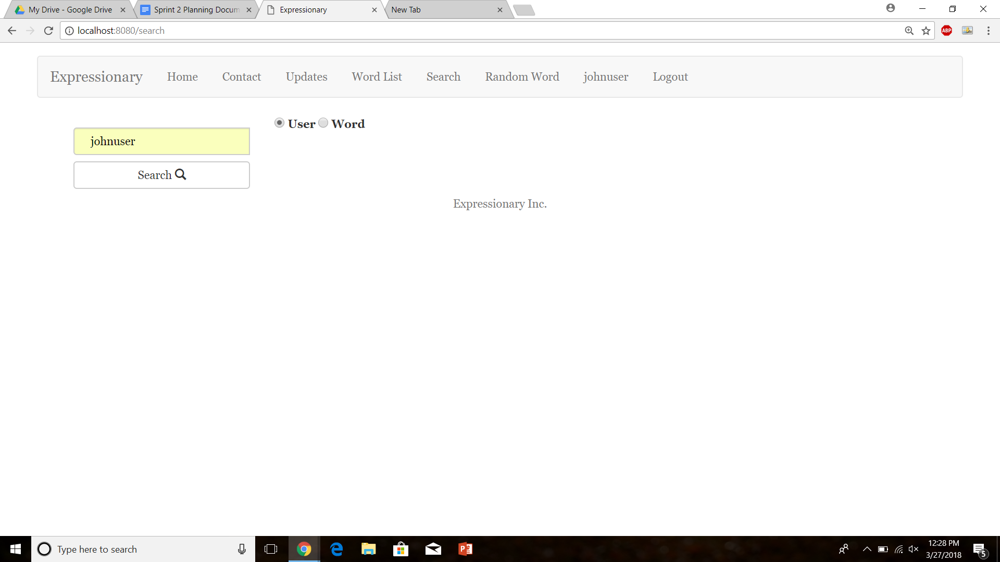 My Drive - Google Drive
Sprint 2 Planning Docum
Expressionary
New Tab
localhost:8080/search
ABP
Expressionary Home Contact Updates Word List Search Random Word johnuser Logout
User Word
johnuser
Search
Expressionary Inc.
Type here to search
12:28 PM
3/27/2018
5